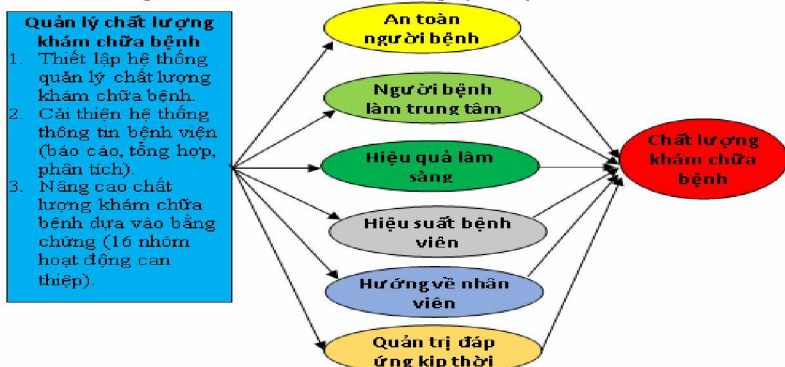 Quản lý chất lượng
khám chữa bệnh
1. Thiết lập hệ thống
quản lý chất lượng
khám chữa bệnh.
2. Cải thiện hệ thống
thông tin bệnh viện
(báo cáo, tổng hợp,
phân tích).
3. Nâng cao chất
lượng khám chữa
bệnh dựa vào bằng
chứng (16 nhóm
hoạt động can
thiệp).
An toàn
người bệnh
Người bệnh
làm trung tâm
Hiệu quả lâm
sàng
Hiệu suất bệnh
viên
Hướng về nhân
viên
Quản trị đáp
ứng kịp thời
Chất lượng
khám chữa
bệnh